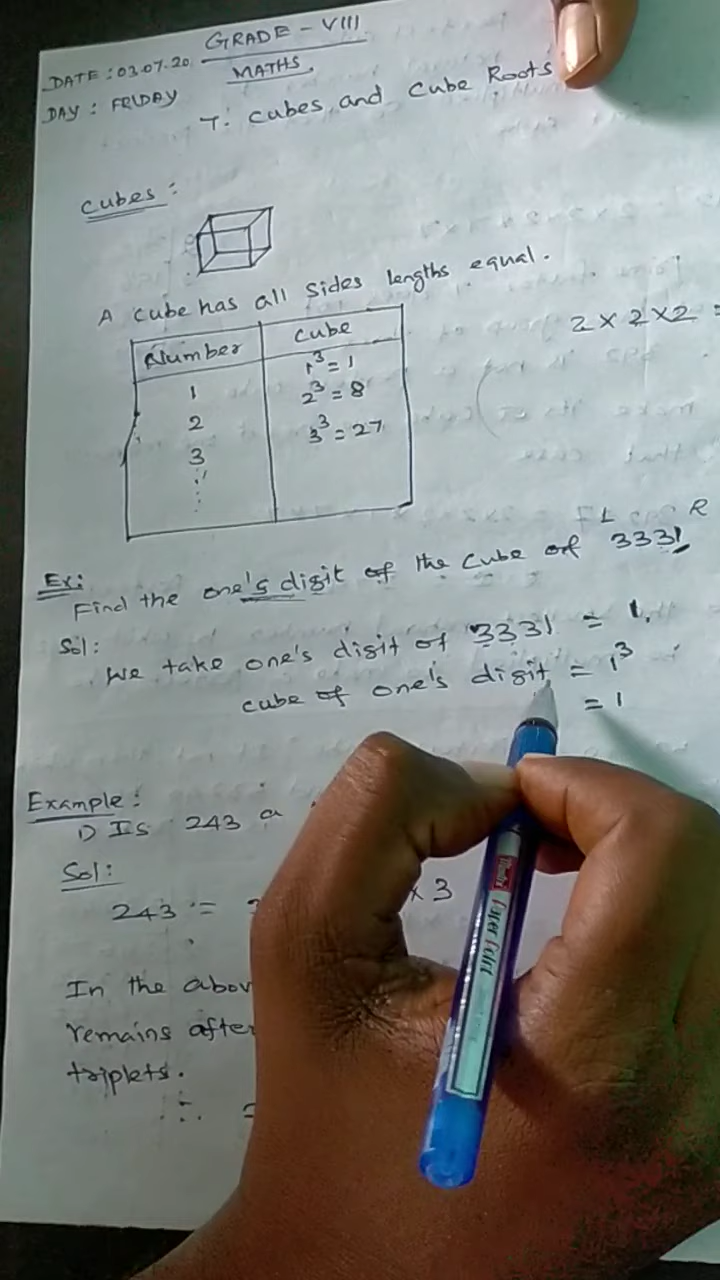 GRADE - VIII
DATE : 03.07.20
MATHS.
DAY : FRIDAY
7. Cubes and Cube Roots
Cubes :
A cube has all sides lengths equal.
Number Cube
1 1³ = 1
2 2³ = 8
3 3³ = 27
2 × 2 × 2 =
L R
Ex:
Find the one's digit of the cube of 3331
Sol:
We take one's digit of 3331 = 1.
cube of one's digit = 1³
= 1
Example :
1) Is 243 a
Sol:
243 = 3 × 3
In the abov
remains after
triplets.
∴